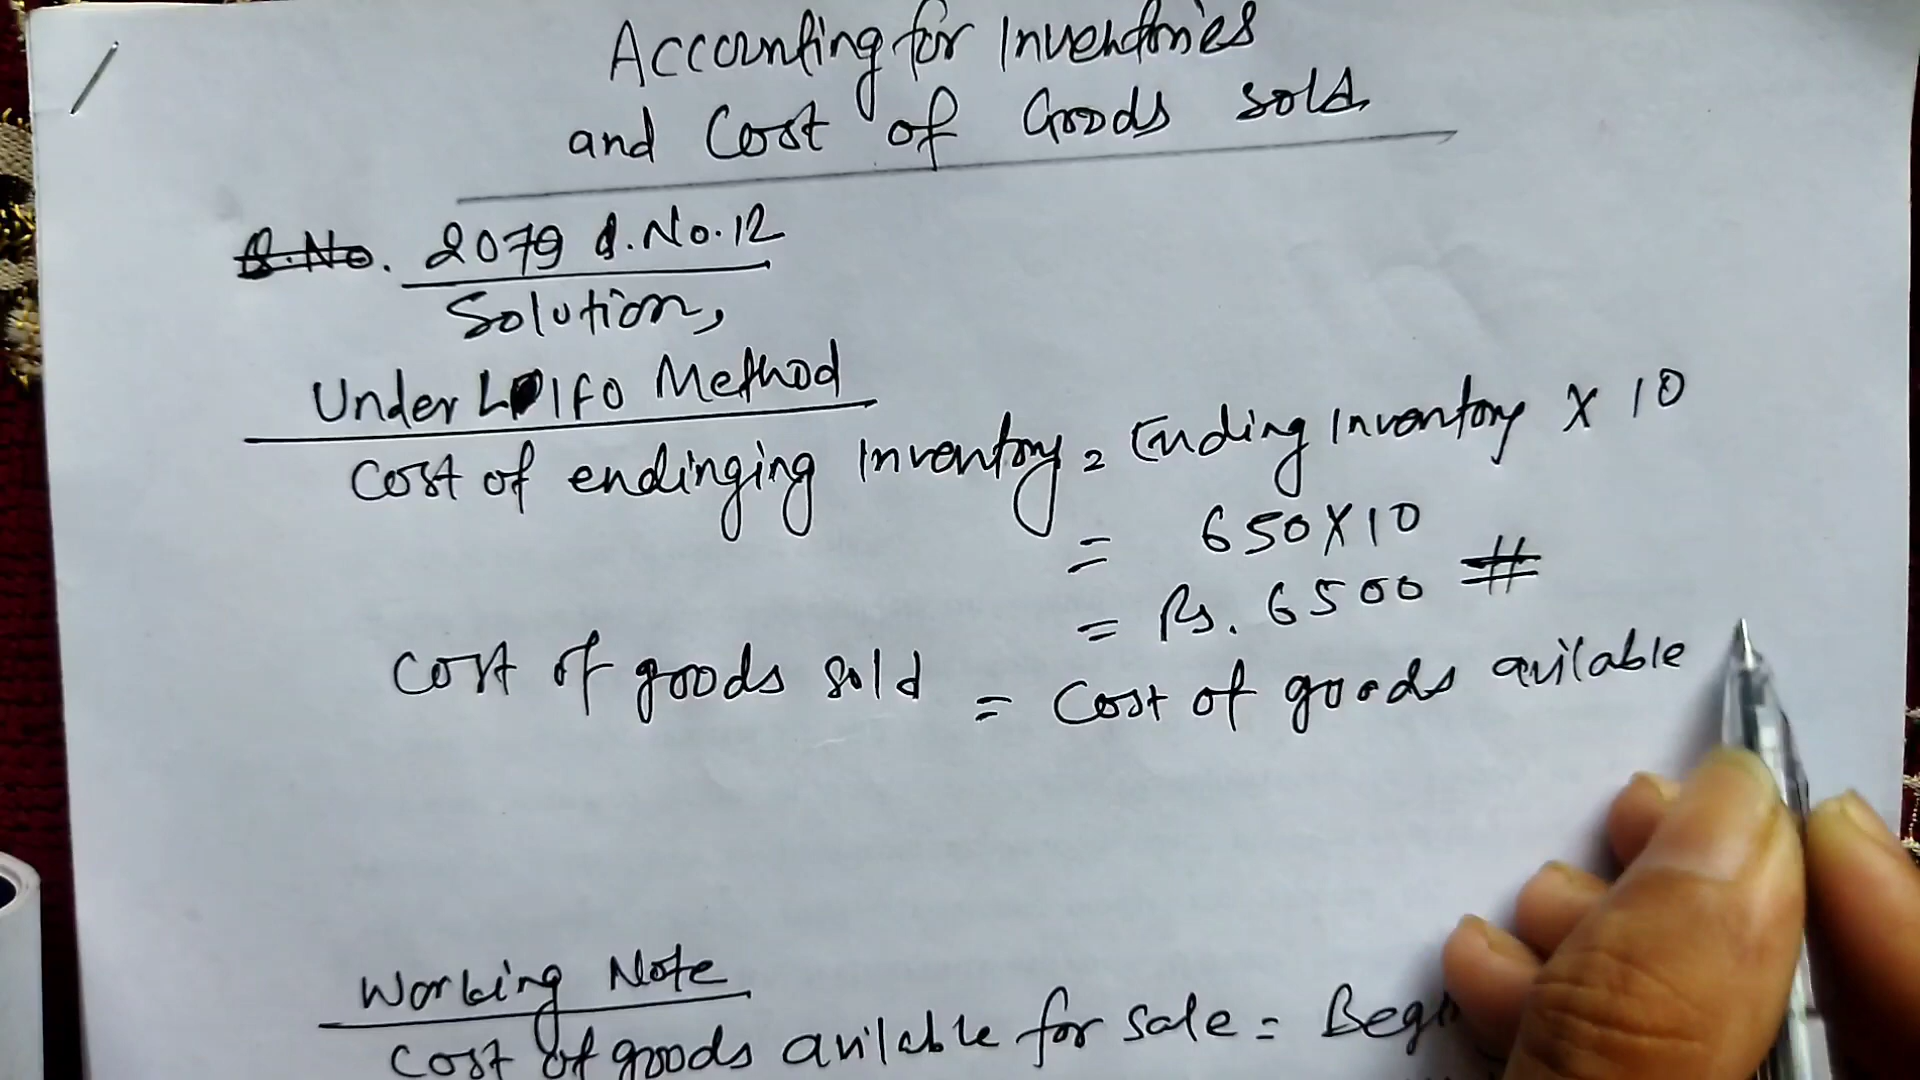 Accounting for Inventories
and Cost of Goods sold
Q.No. 2079 Q.No.12
Solution,
Under LIFO Method
Cost of endinging inventory = Ending Inventory X 10
= 650X10
= Rs. 6500 #
Cost of goods sold = Cost of goods avilable
Working Note
Cost of goods avilable for sale = Begi